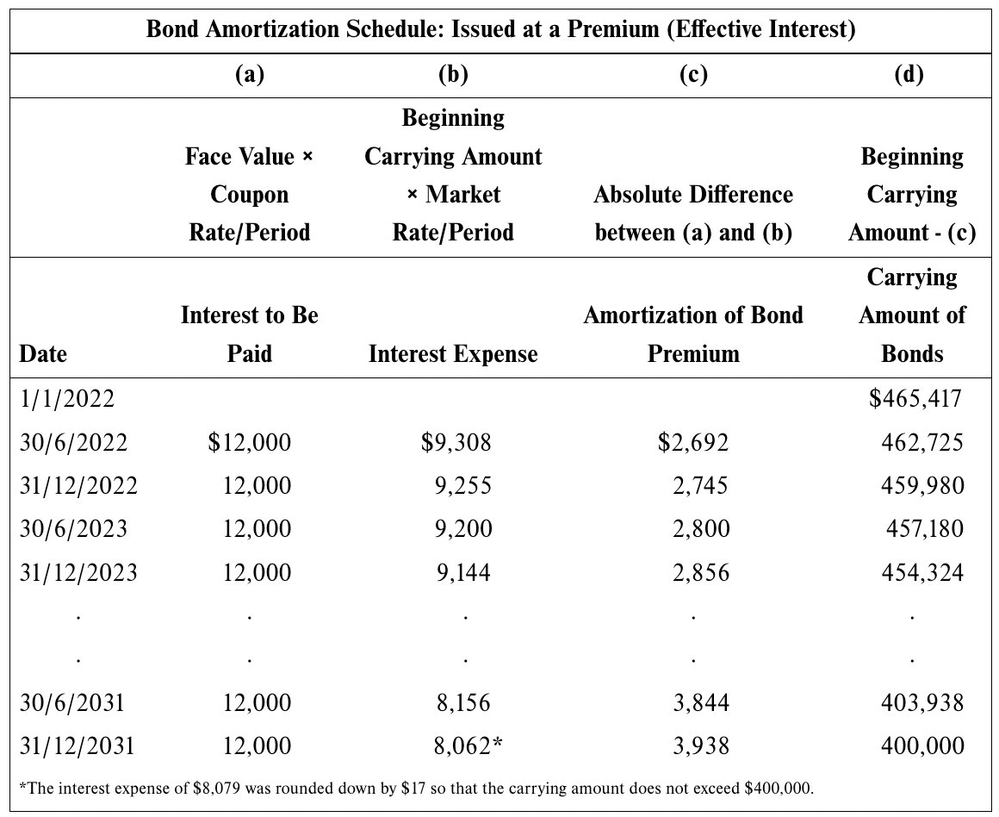 Bond Amortization Schedule: Issued at a Premium (Effective Interest)
(a) (b) (c) (d)
Beginning
Face Value × Carrying Amount Beginning
Coupon × Market Absolute Difference Carrying
Rate/Period Rate/Period between (a) and (b) Amount - (c)
Carrying
Interest to Be Amortization of Bond Amount of
Date Paid Interest Expense Premium Bonds
1/1/2022 $465,417
30/6/2022 $12,000 $9,308 $2,692 462,725
31/12/2022 12,000 9,255 2,745 459,980
30/6/2023 12,000 9,200 2,800 457,180
31/12/2023 12,000 9,144 2,856 454,324
. . . . .
. . . . .
30/6/2031 12,000 8,156 3,844 403,938
31/12/2031 12,000 8,062* 3,938 400,000
*The interest expense of $8,079 was rounded down by $17 so that the carrying amount does not exceed $400,000.